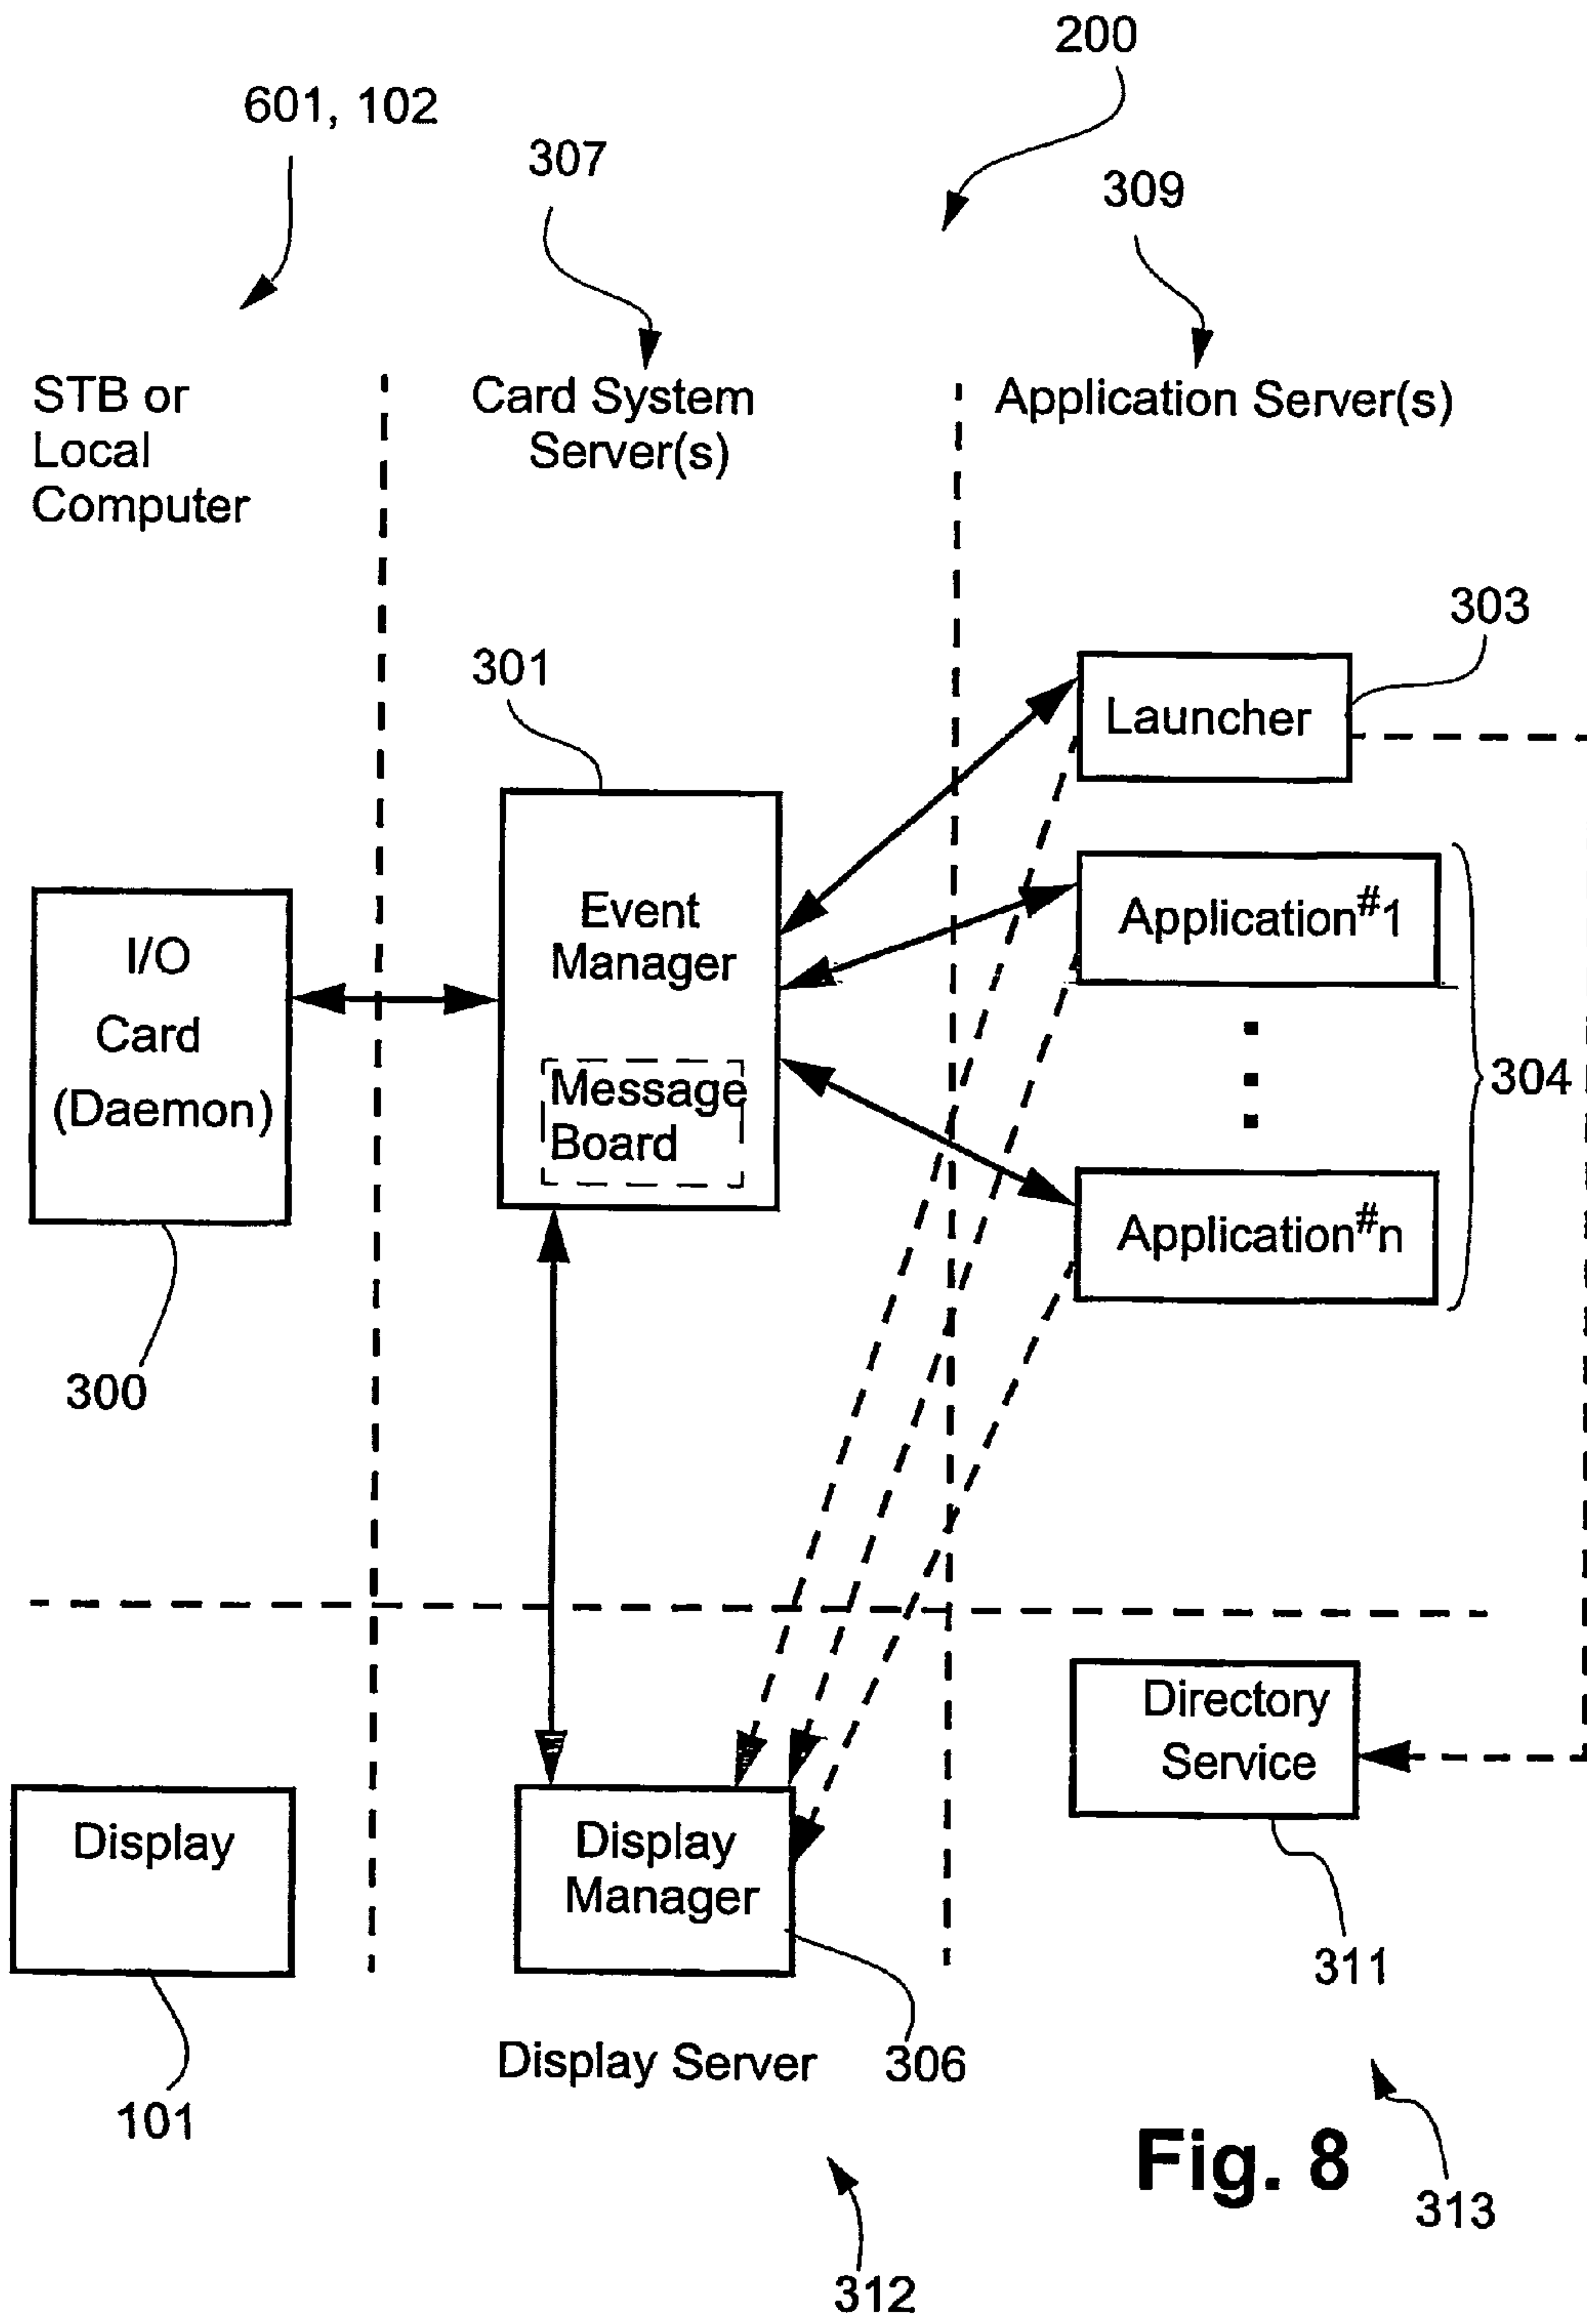 200
601, 102
307
309
STB or
Local
Computer
Card System
Server(s)
Application Server(s)
303
301
Launcher
Event
Manager
Message
Board
Application#1
I/O
Card
(Daemon)
304
Application#n
300
Directory
Service
Display
Display
Manager
311
Display Server
306
101
Fig. 8
313
312